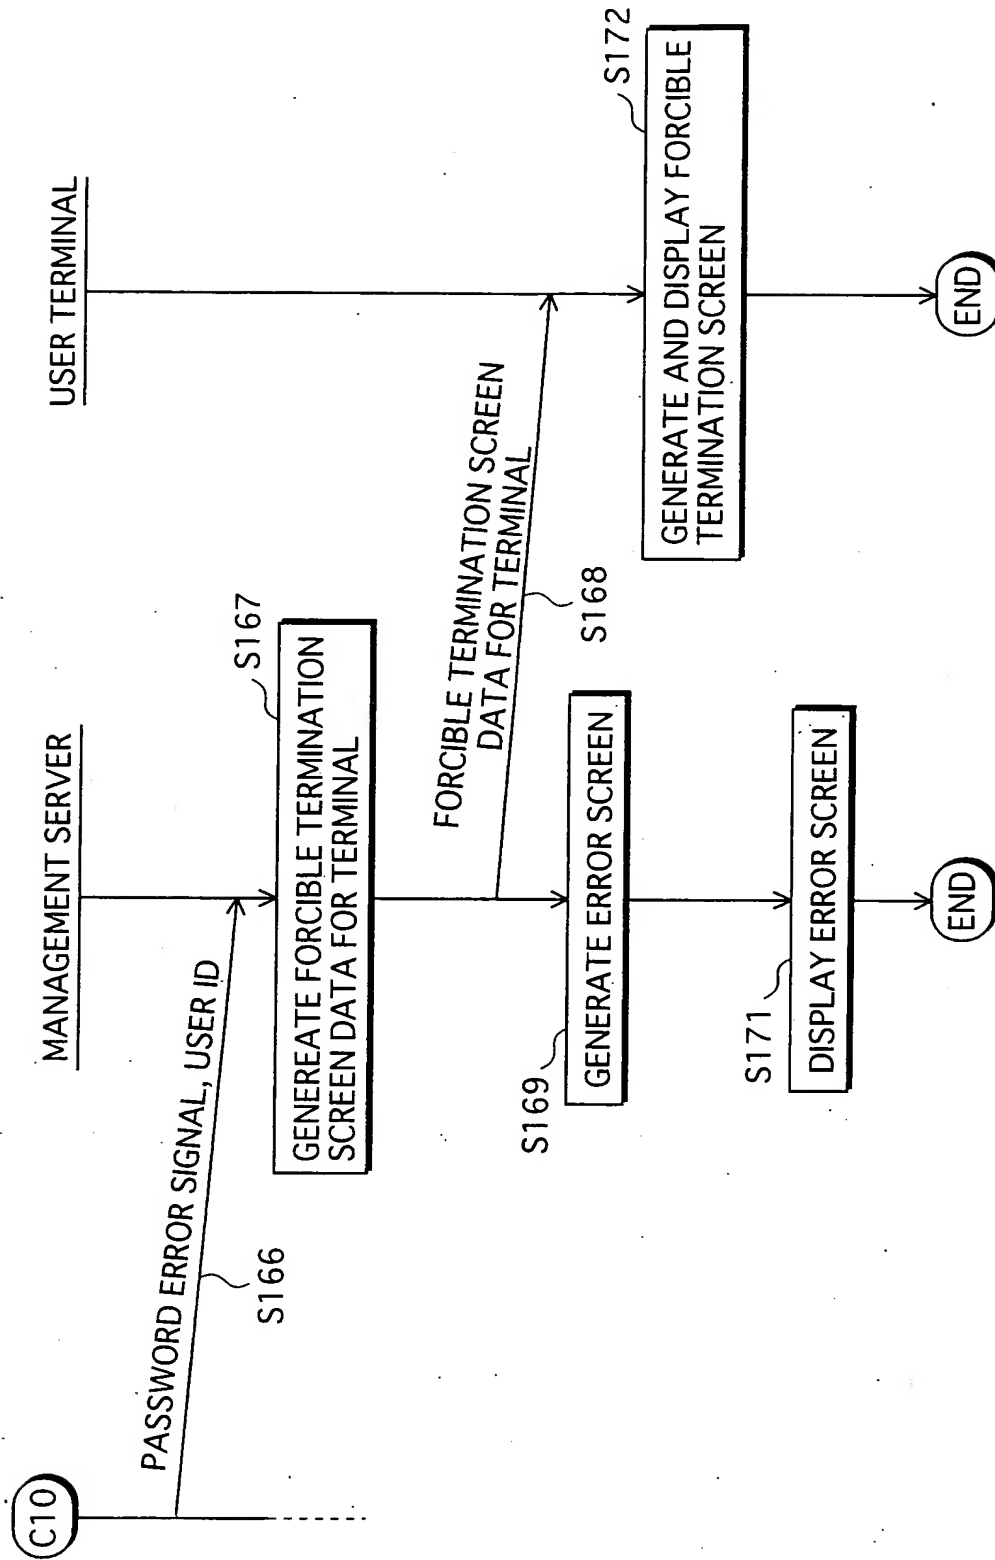 C10
MANAGEMENT SERVER
USER TERMINAL
PASSWORD ERROR SIGNAL, USER ID
S166
S167
GENEREATE FORCIBLE TERMINATION
SCREEN DATA FOR TERMINAL
FORCIBLE TERMINATION SCREEN
DATA FOR TERMINAL
S168
S169
GENERATE ERROR SCREEN
S172
GENERATE AND DISPLAY FORCIBLE
TERMINATION SCREEN
S171
DISPLAY ERROR SCREEN
END
END